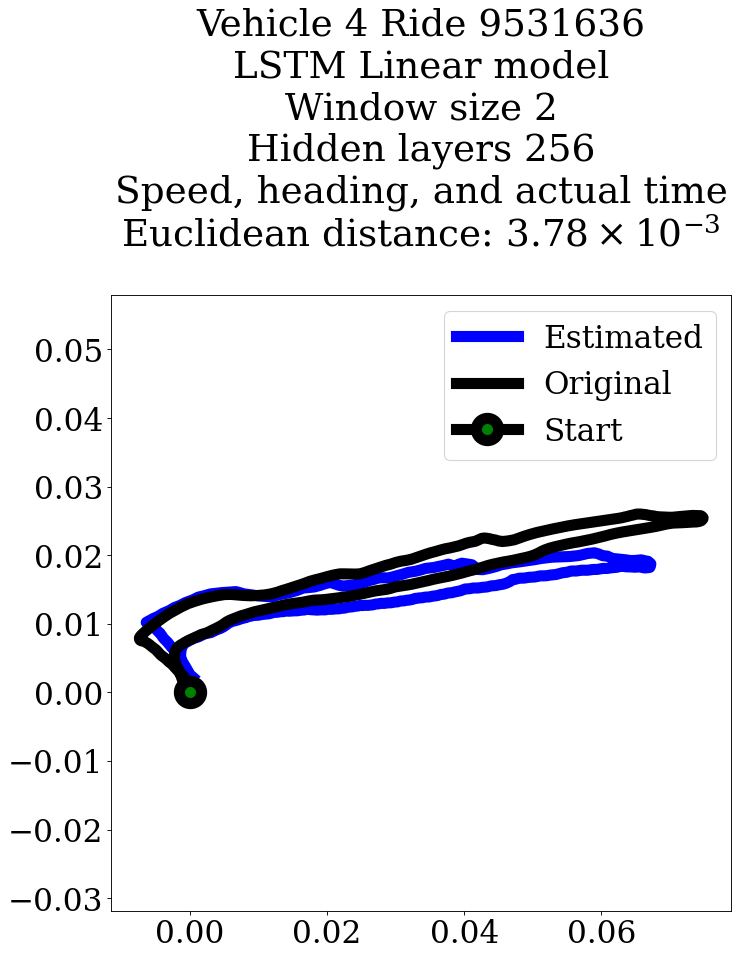 Vehicle 4 Ride 9531636
LSTM Linear model
Window size 2
Hidden layers 256
Speed, heading, and actual time
Euclidean distance: 3.78 × 10⁻³
Estimated
Original
Start
0.05
0.04
0.03
0.02
0.01
0.00
−0.01
−0.02
−0.03
0.00 0.02 0.04 0.06